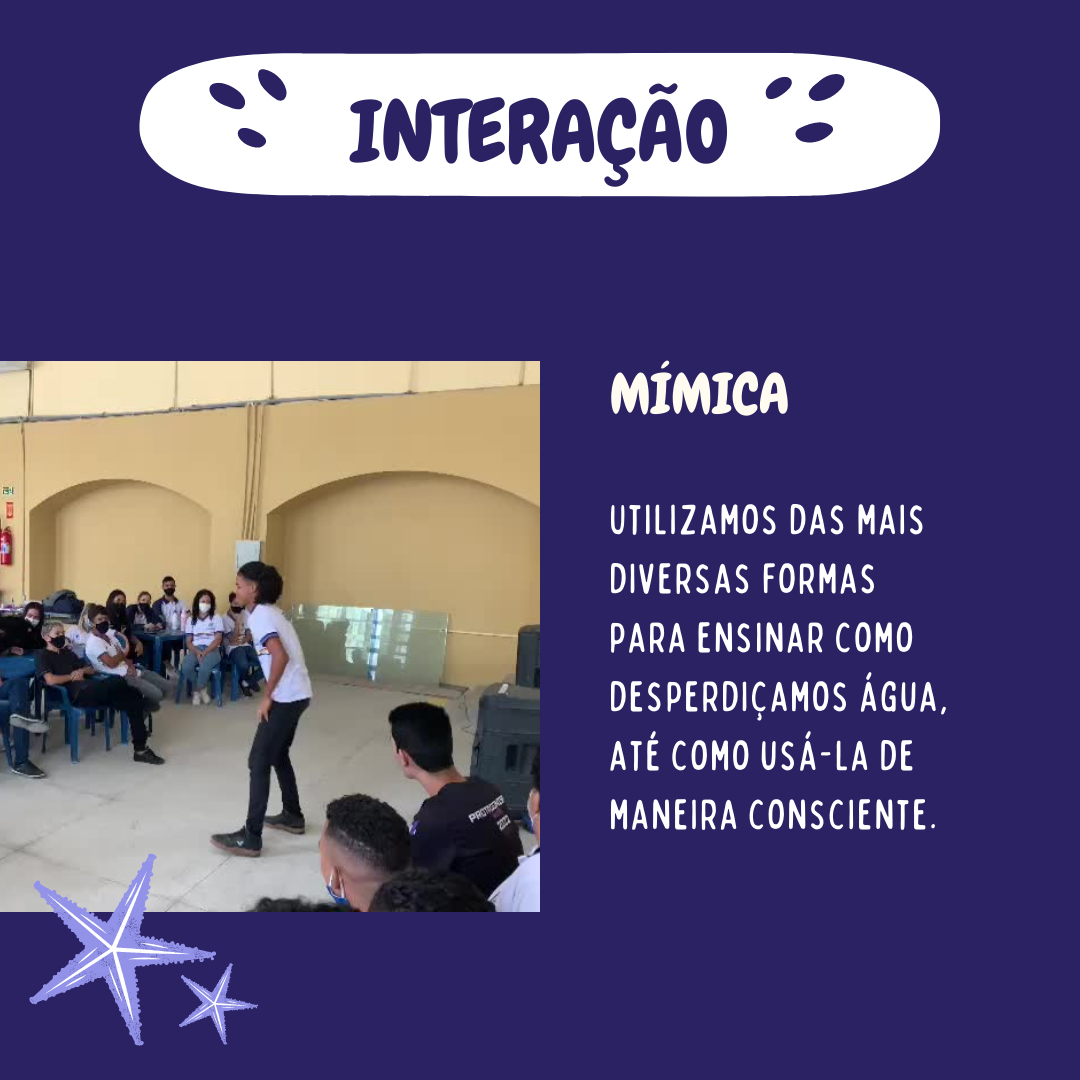 INTERAÇÃO
MÍMICA
UTILIZAMOS DAS MAIS
DIVERSAS FORMAS
PARA ENSINAR COMO
DESPERDIÇAMOS ÁGUA,
ATÉ COMO USÁ-LA DE
MANEIRA CONSCIENTE.